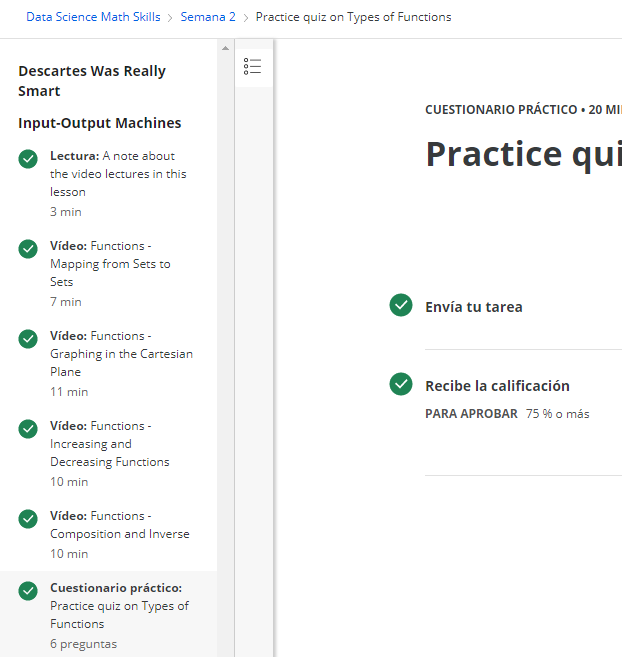 Data Science Math Skills > Semana 2 > Practice quiz on Types of Functions
Descartes Was Really
Smart
Input-Output Machines
Lectura: A note about
the video lectures in this
lesson
3 min
Vídeo: Functions -
Mapping from Sets to
Sets
7 min
Vídeo: Functions -
Graphing in the Cartesian
Plane
11 min
Vídeo: Functions -
Increasing and
Decreasing Functions
10 min
Vídeo: Functions -
Composition and Inverse
10 min
Cuestionario práctico:
Practice quiz on Types of
Functions
6 preguntas
CUESTIONARIO PRÁCTICO • 20 MI
Practice qui
Envía tu tarea
Recibe la calificación
PARA APROBAR 75 % o más